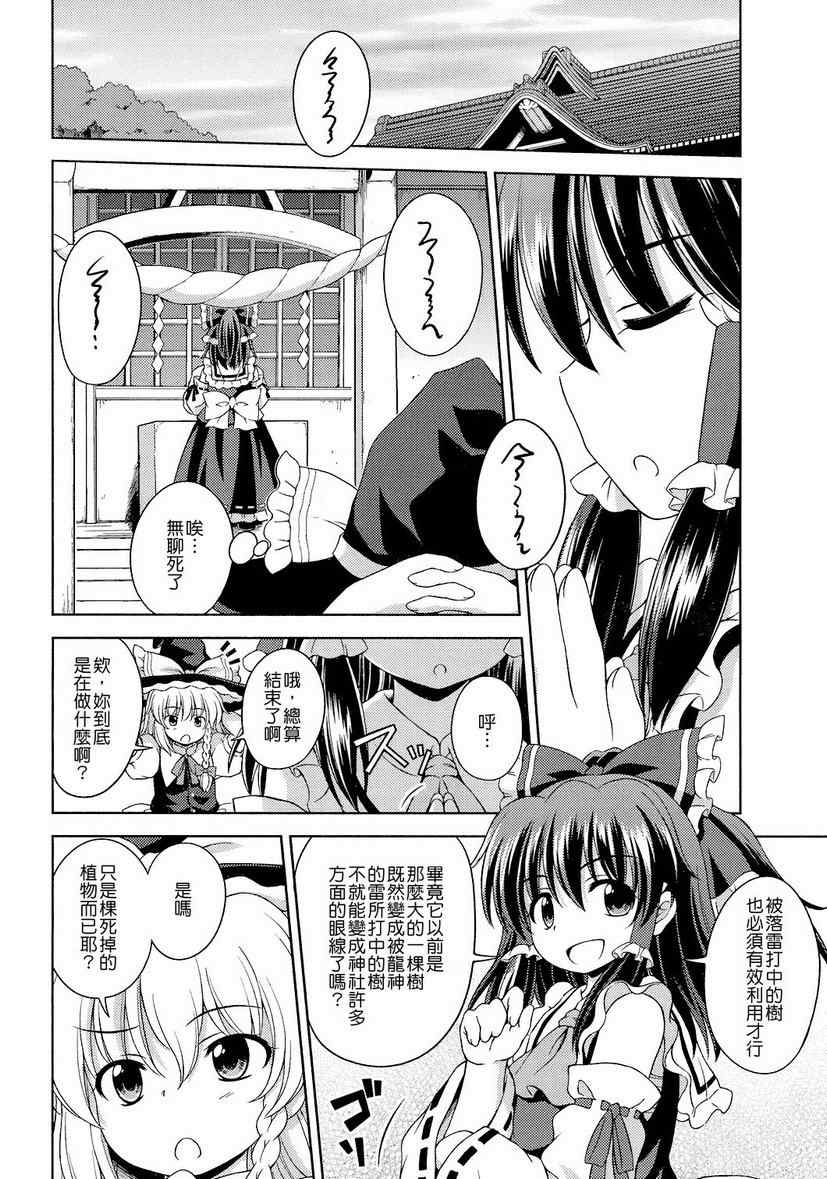 唉…
無聊死了
呼…
哦，總算
結束了啊
欸，妳到底
是在做什麼啊？
被落雷打中的樹
也必須有效利用才行
畢竟它以前是
那麼大的一棵樹
既然變成被龍神
的雷所打中的樹
不就能變成神社許多
方面的眼線了嗎？
ゴゴ
是嗎
只是棵死掉的
植物而已耶？